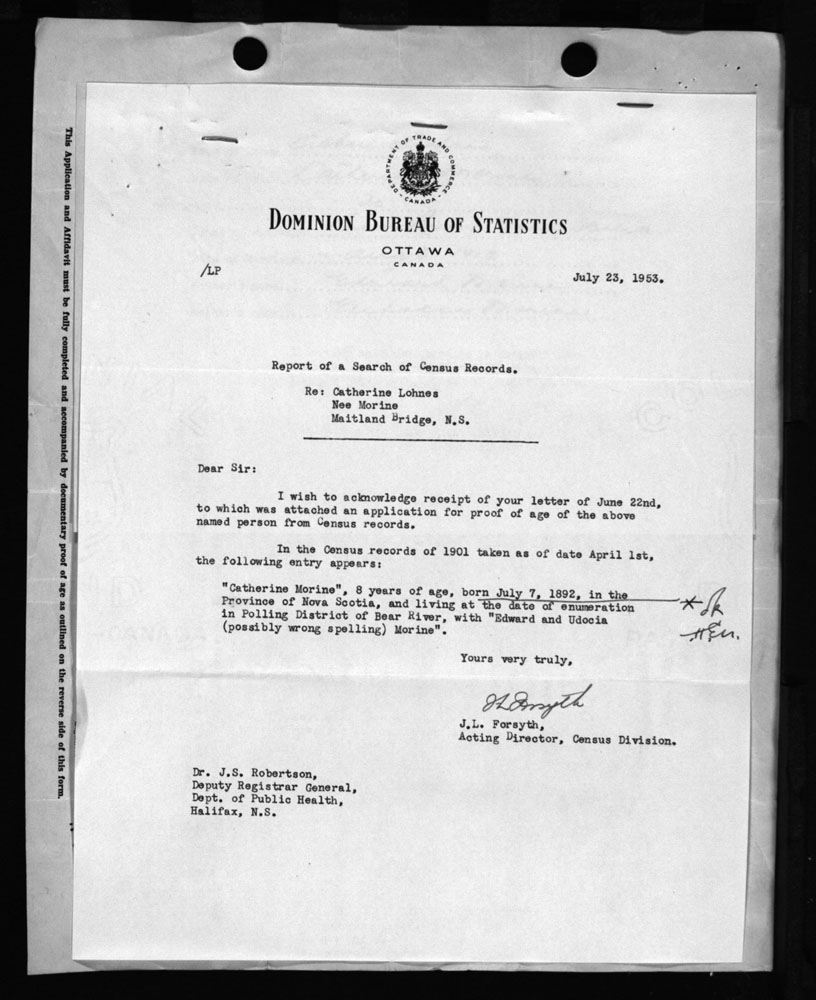 DEPARTMENT OF TRADE AND COMMERCE
- CANADA -
DOMINION BUREAU OF STATISTICS
OTTAWA
CANADA
/LP
July 23, 1953.
Report of a Search of Census Records.
Re: Catherine Lohnes
Nee Morine
Maitland Bridge, N.S.
Dear Sir:
I wish to acknowledge receipt of your letter of June 22nd,
to which was attached an application for proof of age of the above
named person from Census records.
In the Census records of 1901 taken as of date April 1st,
the following entry appears:
"Catherine Morine", 8 years of age, born July 7, 1892, in the
Province of Nova Scotia, and living at the date of enumeration
in Polling District of Bear River, with "Edward and Udocia
(possibly wrong spelling) Morine".
Yours very truly,
JL Forsyth
J.L. Forsyth,
Acting Director, Census Division.
Dr. J.S. Robertson,
Deputy Registrar General,
Dept. of Public Health,
Halifax, N.S.
This Application and Affidavit must be fully completed and accompanied by documentary proof of age as outlined on the reverse side of this form.